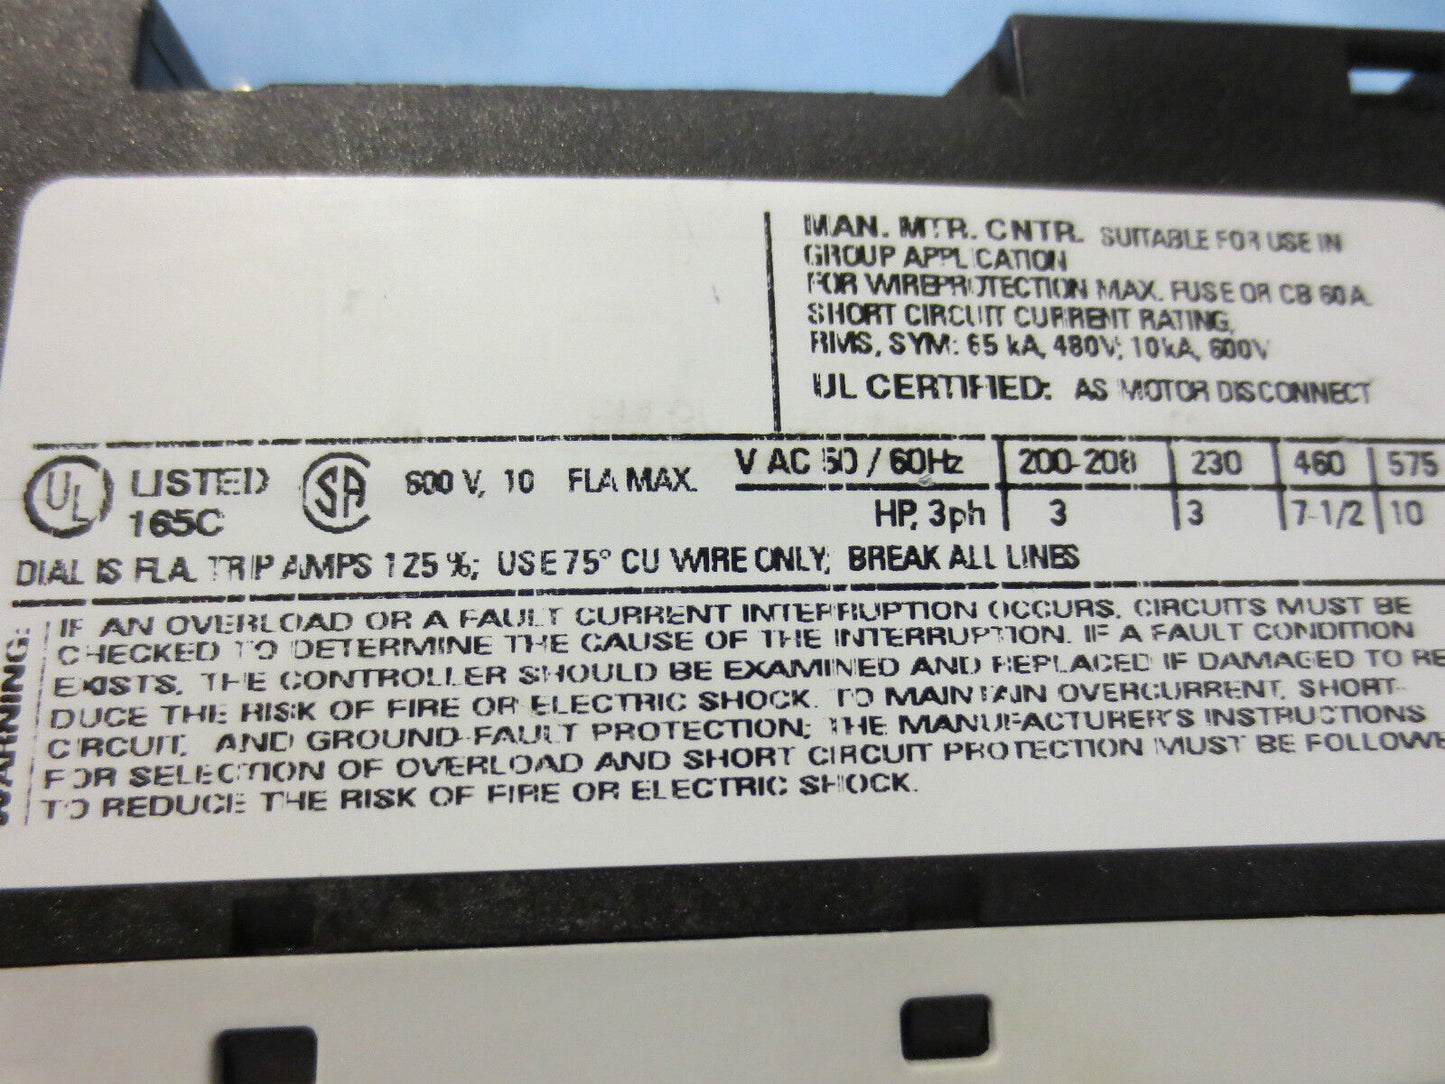 MAN. MTR. CNTR. SUITABLE FOR USE IN
GROUP APPLICATION
FOR WIREPROTECTION MAX. FUSE OR CB 60A.
SHORT CIRCUIT CURRENT RATING,
RMS, SYM: 65 kA, 480V; 10kA, 600V
UL CERTIFIED: AS MOTOR DISCONNECT
UL LISTED 165C
SA 600 V, 10 FLA MAX.
V AC 50 / 60Hz 200-208 230 460 575
HP, 3ph 3 3 7-1/2 10
DIAL IS FLA. TRIP AMPS 125 %; USE 75° CU WIRE ONLY; BREAK ALL LINES
WARNING:
IF AN OVERLOAD OR A FAULT CURRENT INTERRUPTION OCCURS. CIRCUITS MUST BE
CHECKED TO DETERMINE THE CAUSE OF THE INTERRUPTION. IF A FAULT CONDITION
EXISTS, THE CONTROLLER SHOULD BE EXAMINED AND REPLACED IF DAMAGED TO RE
DUCE THE RISK OF FIRE OR ELECTRIC SHOCK. TO MAINTAIN OVERCURRENT, SHORT-
CIRCUIT, AND GROUND-FAULT PROTECTION; THE MANUFACTURER'S INSTRUCTIONS
FOR SELECTION OF OVERLOAD AND SHORT CIRCUIT PROTECTION MUST BE FOLLOWE
TO REDUCE THE RISK OF FIRE OR ELECTRIC SHOCK.